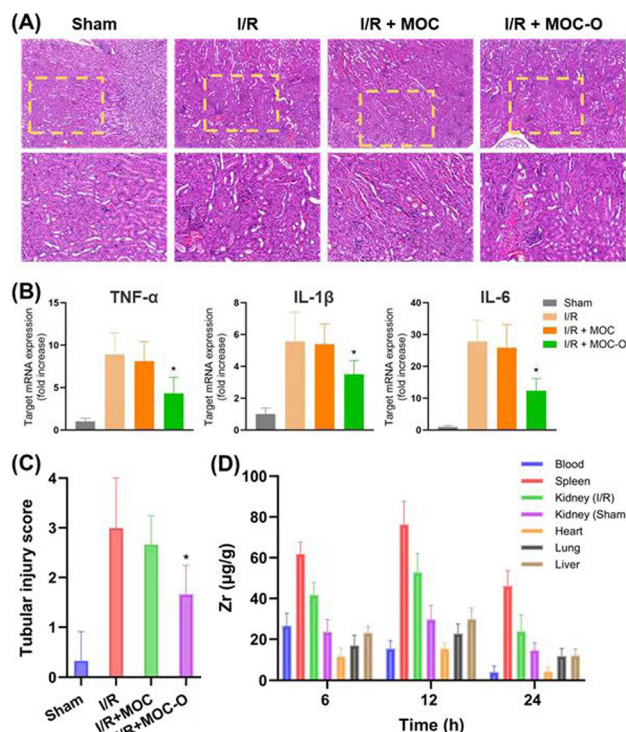 (A)
Sham
I/R
I/R + MOC
I/R + MOC-O
(B)
TNF-α
IL-1β
IL-6
Target mRNA expression
(fold increase)
15
10
5
0
*
Target mRNA expression
(fold increase)
8
6
4
2
0
*
Target mRNA expression
(fold increase)
40
30
20
10
0
*
Sham
I/R
I/R + MOC
I/R + MOC-O
(C)
Tubular injury score
4
3
2
1
0
*
Sham
I/R
I/R+MOC
I/R+MOC-O
(D)
Zr (μg/g)
100
80
60
40
20
0
Blood
Spleen
Kidney (I/R)
Kidney (Sham)
Heart
Lung
Liver
6
12
24
Time (h)